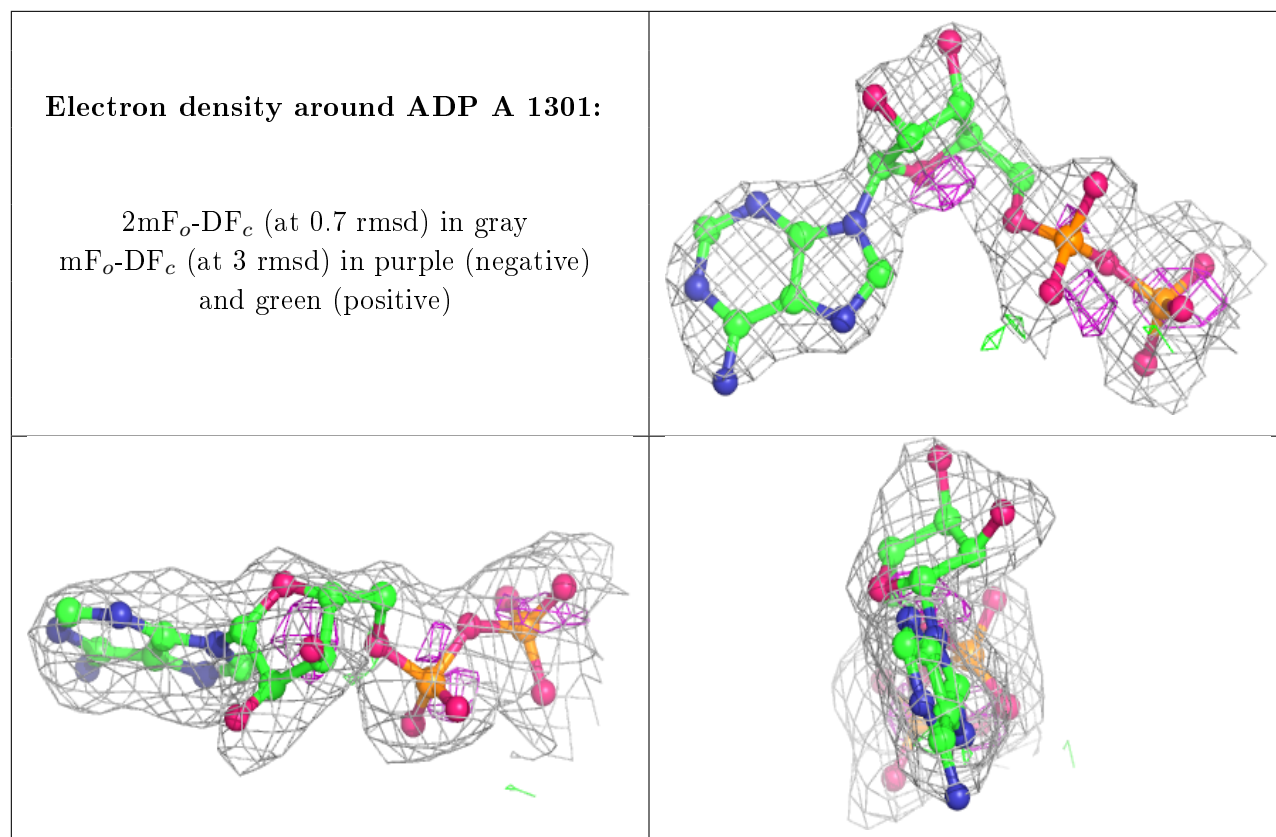 Electron density around ADP A 1301:
2mFₒ-DF𝑐 (at 0.7 rmsd) in gray
mFₒ-DF𝑐 (at 3 rmsd) in purple (negative)
and green (positive)